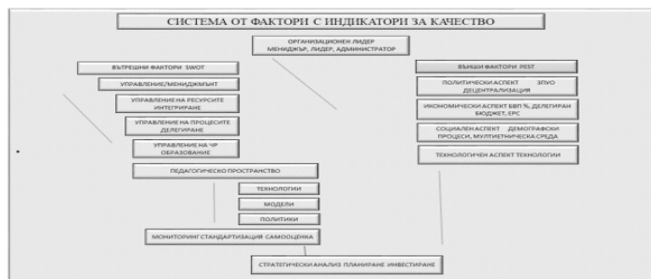 СИСТЕМА ОТ ФАКТОРИ С ИНДИКАТОРИ ЗА КАЧЕСТВО
ОРГАНИЗАЦИОНЕН ЛИДЕР
МЕНИДЖЪР, ЛИДЕР, АДМИНИСТРАТОР
ВЪТРЕШНИ ФАКТОРИ SWOT
УПРАВЛЕНИЕ/МЕНИДЖМЪНТ
УПРАВЛЕНИЕ НА РЕСУРСИТЕ
ИНТЕГРИРАНЕ
УПРАВЛЕНИЕ НА ПРОЦЕСИТЕ
ДЕЛЕГИРАНЕ
УПРАВЛЕНИЕ НА ЧР
ОБРАЗОВАНИЕ
ВЪНШНИ ФАКТОРИ PEST
ПОЛИТИЧЕСКИ АСПЕКТ ЗПУО
ДЕЦЕНТРАЛИЗАЦИЯ
ИКОНОМИЧЕСКИ АСПЕКТ БВП %, ДЕЛЕГИРАН
БЮДЖЕТ, ЕРС
СОЦИАЛЕН АСПЕКТ ДЕМОГРАФСКИ
ПРОЦЕСИ, МУЛТИЕТНИЧЕСКА СРЕДА
ТЕХНОЛОГИЧЕН АСПЕКТ ТЕХНОЛОГИИ
ПЕДАГОГИЧЕСКО ПРОСТРАНСТВО
ТЕХНОЛОГИИ
МОДЕЛИ
ПОЛИТИКИ
МОНИТОРИНГ СТАНДАРТИЗАЦИЯ САМООЦЕНКА
СТРАТЕГИЧЕСКИ АНАЛИЗ ПЛАНИРАНЕ ИНВЕСТИРАНЕ